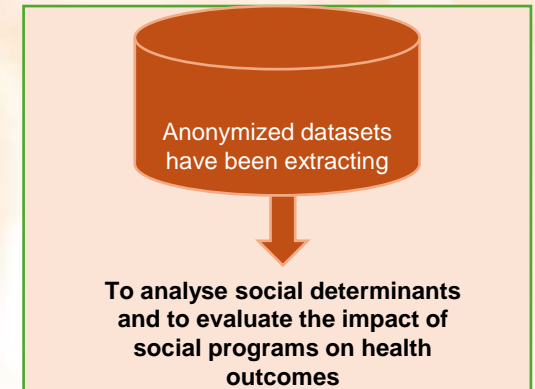 Anonymized datasets
have been extracting
To analyse social determinants
and to evaluate the impact of
social programs on health
outcomes